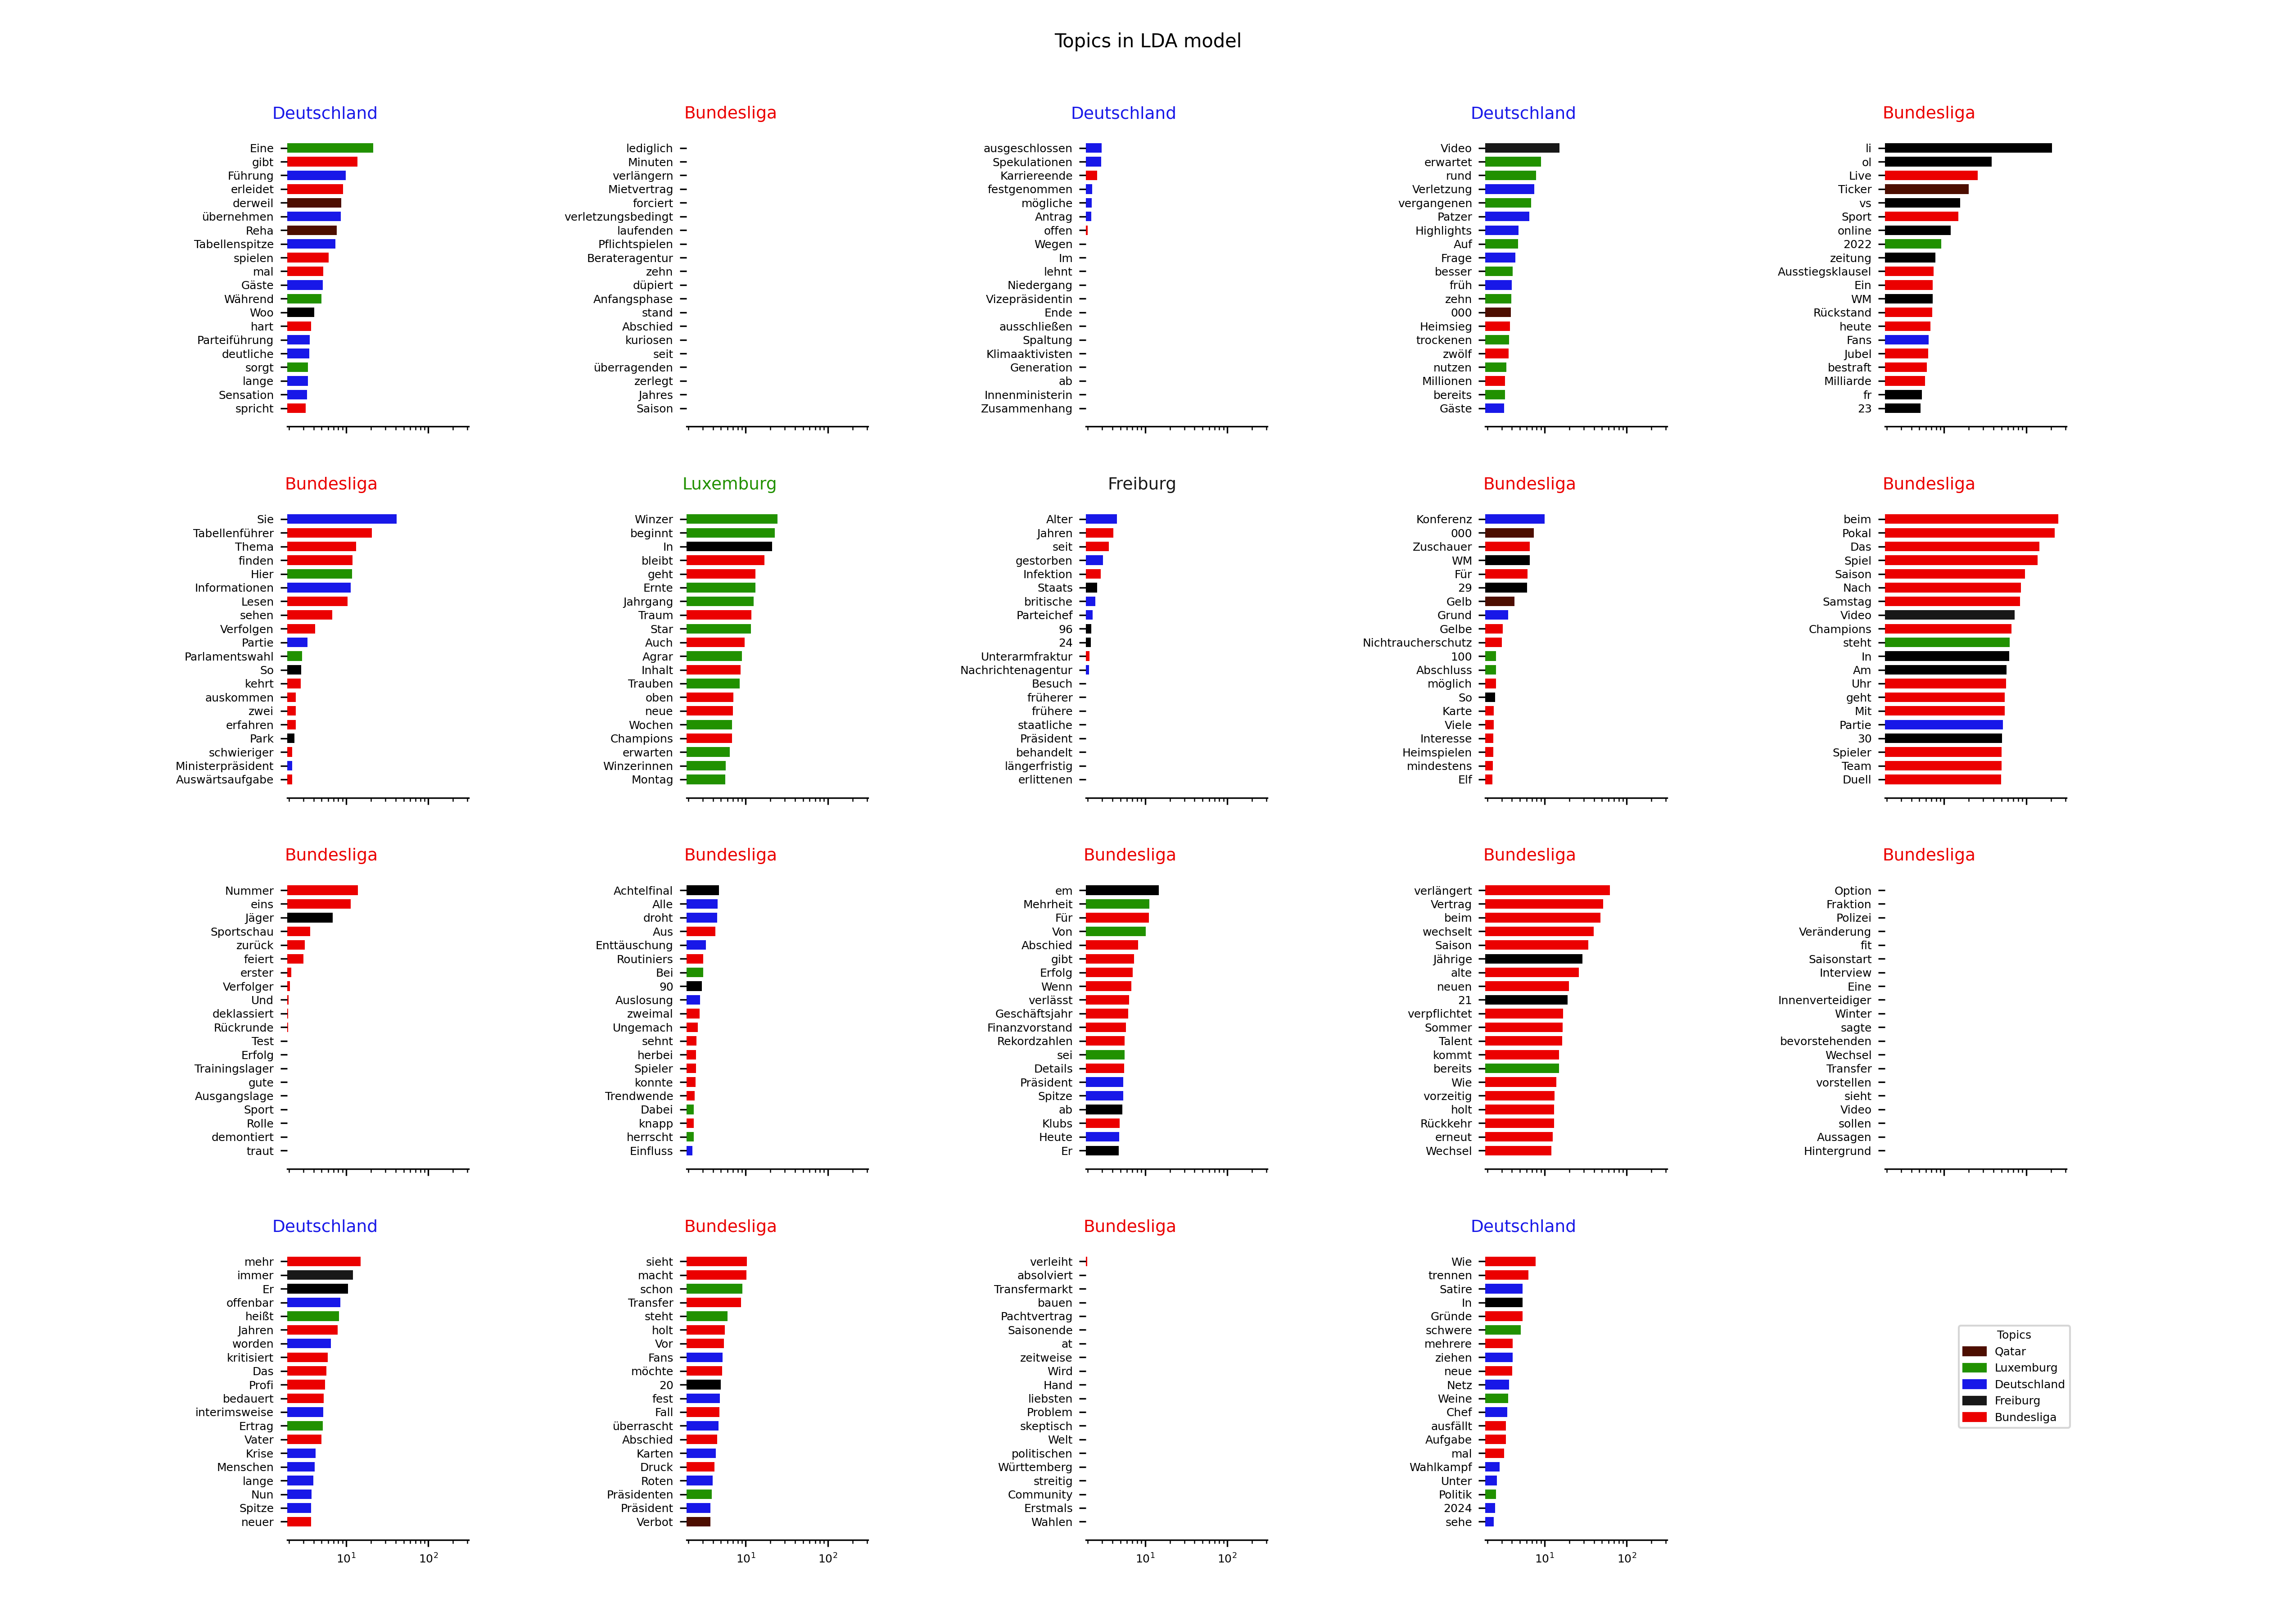 Topics in LDA model
Deutschland
Eine
gibt
Führung
erleidet
derweil
übernehmen
Reha
Tabellenspitze
spielen
mal
Gäste
Während
Woo
hart
Parteiführung
deutliche
sorgt
lange
Sensation
spricht
Bundesliga
lediglich
Minuten
verlängern
Mietvertrag
forciert
verletzungsbedingt
laufenden
Pflichtspielen
Berateragentur
zehn
düpiert
Anfangsphase
stand
Abschied
kuriosen
seit
überragenden
zerlegt
Jahres
Saison
Deutschland
ausgeschlossen
Spekulationen
Karriereende
festgenommen
mögliche
Antrag
offen
Wegen
Im
lehnt
Niedergang
Vizepräsidentin
Ende
ausschließen
Spaltung
Klimaaktivisten
Generation
ab
Innenministerin
Zusammenhang
Deutschland
Video
erwartet
rund
Verletzung
vergangenen
Patzer
Highlights
Auf
Frage
besser
früh
zehn
000
Heimsieg
trockenen
zwölf
nutzen
Millionen
bereits
Gäste
Bundesliga
li
ol
Live
Ticker
vs
Sport
online
2022
zeitung
Ausstiegsklausel
Ein
WM
Rückstand
heute
Fans
Jubel
bestraft
Milliarde
fr
23
Bundesliga
Sie
Tabellenführer
Thema
finden
Hier
Informationen
Lesen
sehen
Verfolgen
Partie
Parlamentswahl
So
kehrt
auskommen
zwei
erfahren
Park
schwieriger
Ministerpräsident
Auswärtsaufgabe
Luxemburg
Winzer
beginnt
In
bleibt
geht
Ernte
Jahrgang
Traum
Star
Auch
Agrar
Inhalt
Trauben
oben
neue
Wochen
Champions
erwarten
Winzerinnen
Montag
Freiburg
Alter
Jahren
seit
gestorben
Infektion
Staats
britische
Parteichef
96
24
Unterarmfraktur
Nachrichtenagentur
Besuch
früherer
frühere
staatliche
Präsident
behandelt
längerfristig
erlittenen
Bundesliga
Konferenz
000
Zuschauer
WM
Für
29
Gelb
Grund
Gelbe
Nichtraucherschutz
100
Abschluss
möglich
So
Karte
Viele
Interesse
Heimspielen
mindestens
Elf
Bundesliga
beim
Pokal
Das
Spiel
Saison
Nach
Samstag
Video
Champions
steht
In
Am
Uhr
geht
Mit
Partie
30
Spieler
Team
Duell
Bundesliga
Nummer
eins
Jäger
Sportschau
zurück
feiert
erster
Verfolger
Und
deklassiert
Rückrunde
Test
Erfolg
Trainingslager
gute
Ausgangslage
Sport
Rolle
demontiert
traut
Bundesliga
Achtelfinal
Alle
droht
Aus
Enttäuschung
Routiniers
Bei
90
Auslosung
zweimal
Ungemach
sehnt
herbei
Spieler
konnte
Trendwende
Dabei
knapp
herrscht
Einfluss
Bundesliga
em
Mehrheit
Für
Von
Abschied
gibt
Erfolg
Wenn
verlässt
Geschäftsjahr
Finanzvorstand
Rekordzahlen
sei
Details
Präsident
Spitze
ab
Klubs
Heute
Er
Bundesliga
verlängert
Vertrag
beim
wechselt
Saison
Jährige
alte
neuen
21
verpflichtet
Sommer
Talent
kommt
bereits
Wie
vorzeitig
holt
Rückkehr
erneut
Wechsel
Bundesliga
Option
Fraktion
Polizei
Veränderung
fit
Saisonstart
Interview
Eine
Innenverteidiger
Winter
sagte
bevorstehenden
Wechsel
Transfer
vorstellen
sieht
Video
sollen
Aussagen
Hintergrund
Deutschland
mehr
immer
Er
offenbar
heißt
Jahren
worden
kritisiert
Das
Profi
bedauert
interimsweise
Ertrag
Vater
Krise
Menschen
lange
Nun
Spitze
neuer
10¹ 10²
Bundesliga
sieht
macht
schon
Transfer
steht
holt
Vor
Fans
möchte
20
fest
Fall
überrascht
Abschied
Karten
Druck
Roten
Präsidenten
Präsident
Verbot
10¹ 10²
Bundesliga
verleiht
absolviert
Transfermarkt
bauen
Pachtvertrag
Saisonende
at
zeitweise
Wird
Hand
liebsten
Problem
skeptisch
Welt
politischen
Württemberg
streitig
Community
Erstmals
Wahlen
10¹ 10²
Deutschland
Wie
trennen
Satire
In
Gründe
schwere
mehrere
ziehen
neue
Netz
Weine
Chef
ausfällt
Aufgabe
mal
Wahlkampf
Unter
Politik
2024
sehe
10¹ 10²
Topics
Qatar
Luxemburg
Deutschland
Freiburg
Bundesliga